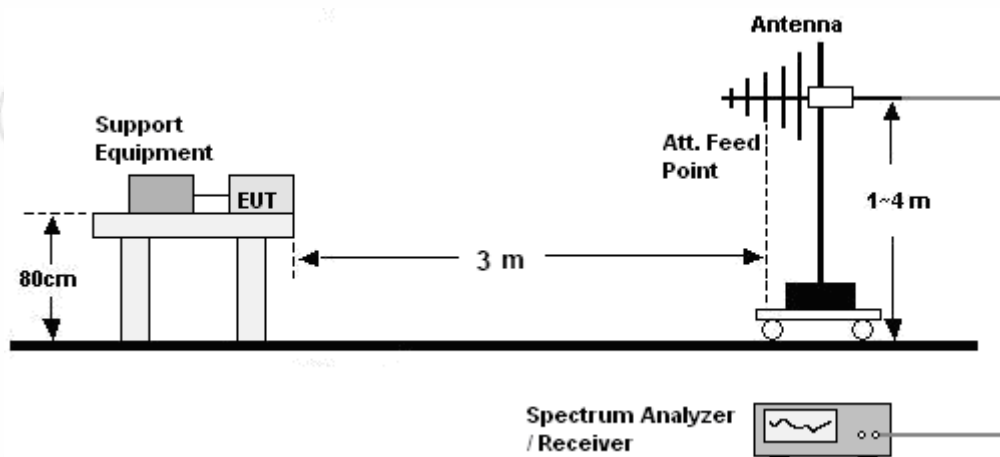 Antenna
Support
Equipment
EUT
Att. Feed
Point
1~4 m
80cm
3 m
Spectrum Analyzer
/ Receiver